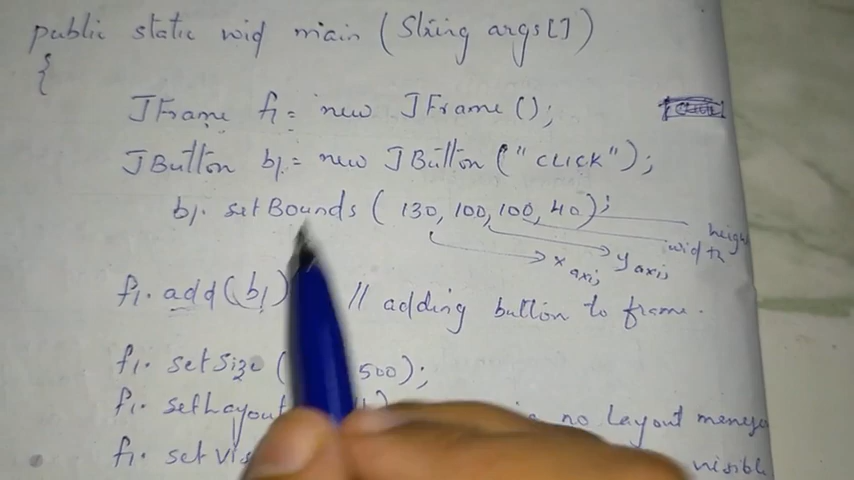 public static void main (String args[])
{
JFrame f1 = new JFrame ();
JButton b1 = new JButton ("CLICK");
b1. setBounds ( 130, 100, 100, 40);
height
width
y axis
x axis
f1. add(b1) // adding button to frame.
f1. setSize ( 500);
f1. setLayout no Layout
f1. visible